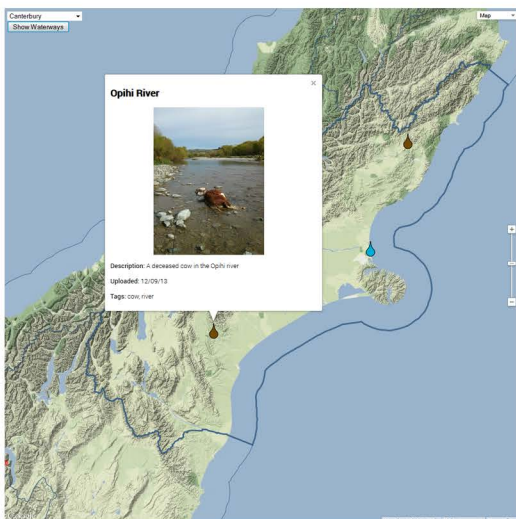 Canterbury
Map
Show Waterways
Opihi River
Description: A deceased cow in the Opihi river
Uploaded: 12/09/13
Tags: cow, river